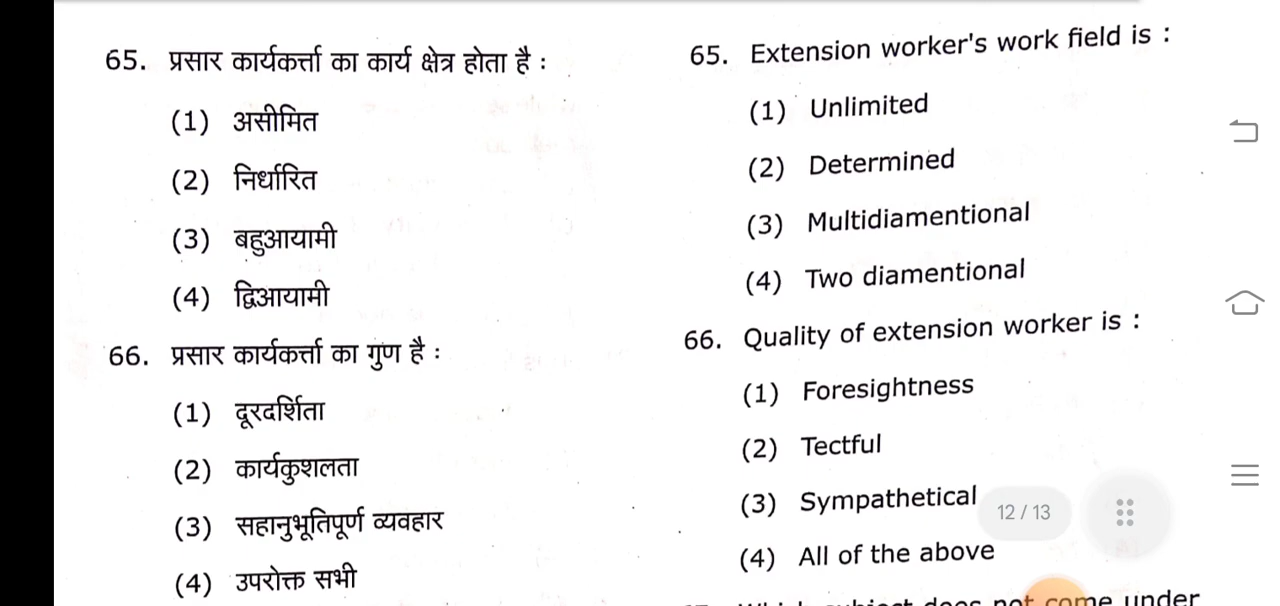 65. प्रसार कार्यकर्त्ता का कार्य क्षेत्र होता है :
(1) असीमित
(2) निर्धारित
(3) बहुआयामी
(4) द्विआयामी
66. प्रसार कार्यकर्त्ता का गुण है :
(1) दूरदर्शिता
(2) कार्यकुशलता
(3) सहानुभूतिपूर्ण व्यवहार
(4) उपरोक्त सभी
65. Extension worker's work field is :
(1) Unlimited
(2) Determined
(3) Multidiamentional
(4) Two diamentional
66. Quality of extension worker is :
(1) Foresightness
(2) Tectful
(3) Sympathetical
(4) All of the above
not come under
12 / 13